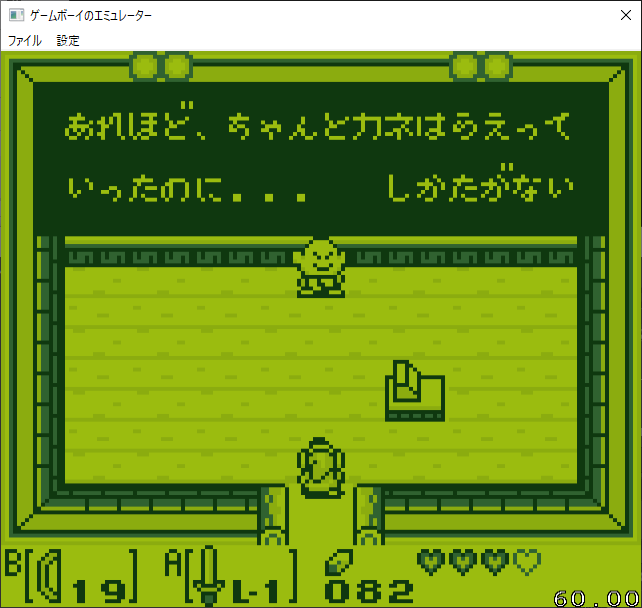 ゲームボーイのエミュレーター
ファイル 設定
あれほど、ちゃんとカネはらえって
いったのに... しかたがない
B 19 A L-1 082
60.00